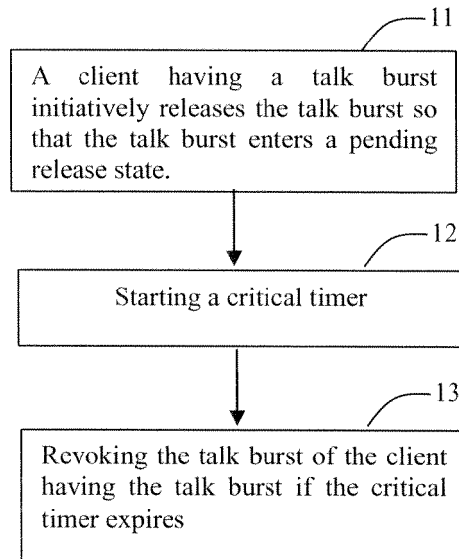 11
A client having a talk burst
initiatively releases the talk burst so
that the talk burst enters a pending
release state.
12
Starting a critical timer
13
Revoking the talk burst of the client
having the talk burst if the critical
timer expires